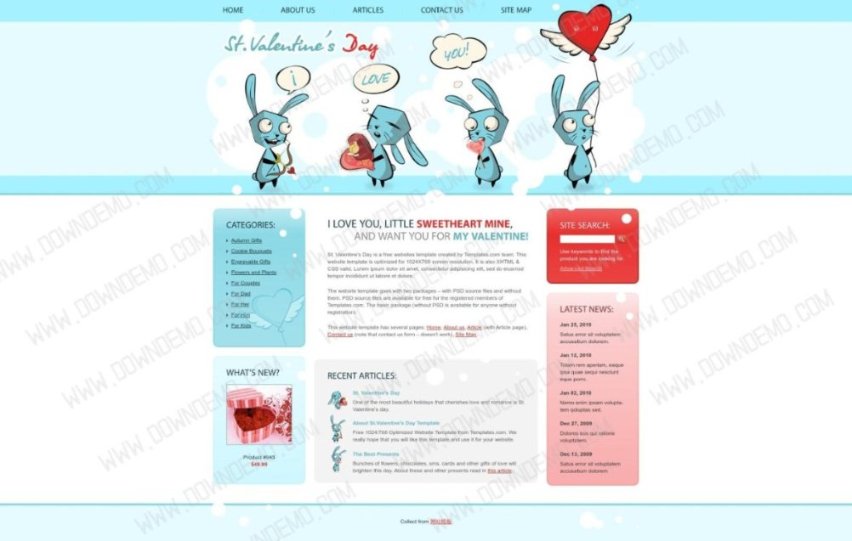 HOME ABOUT US ARTICLES CONTACT US SITE MAP
St.Valentine's Day
i
LOVE
YOU!
CATEGORIES:
Autumn Gifts
Cookie Bouquets
Engravable Gifts
Flowers and Plants
For Couples
For Dad
For Her
For Him
For Kids
WHAT'S NEW?
Product #045
$49.99
I LOVE YOU, LITTLE SWEETHEART MINE,
AND WANT YOU FOR MY VALENTINE!
St. Valentine's Day is a free websites template created by Templates.com team. This
website template is optimized for 1024X768 screen resolution. It is also XHTML &
CSS valid. Lorem ipsum dolor sit amet, consectetur adipiscing elit, sed do eiusmod
tempor incididunt ut labore et dolore.
The website template goes with two packages – with PSD source files and without
them. PSD source files are available for free for the registered members of
Templates.com. The basic package (without PSD is available for anyone without
registration).
This website template has several pages: Home, About us, Article (with Article page),
Contact us (note that contact us form – doesn't work), Site Map.
RECENT ARTICLES:
St. Valentine's Day
One of the most beautiful holidays that cherishes love and romance is St.
Valentine's day.
About St.Valentine's Day Template
Free 1024X768 Optimized Website Template from Templates.com. We
really hope that you will like this template and use it for your website.
The Best Presents
Bunches of flowers, chocolates, sms, cards and other gifts of love will
brighten this day. About these and other presents read in this article.
SITE SEARCH:
Use keywords to find the
product you are looking for.
Advanced Search
LATEST NEWS:
Jan 25, 2010
Satus error sit voluptatem
accusantium dolorem.
Jan 12, 2010
Totam rem aperiam, eaque
ipsa quae sequi nesciunt
eque porro.
Jan 02, 2010
Nemo enim ipsam volupta-
tem voluptas sed.
Dec 27, 2009
Dolores eos qui ratione
voluptatem.
Dec 13, 2009
Satus error sit voluptatem
accusantium dolorem.
Collect from
WWW.DOWNDEMO.COM